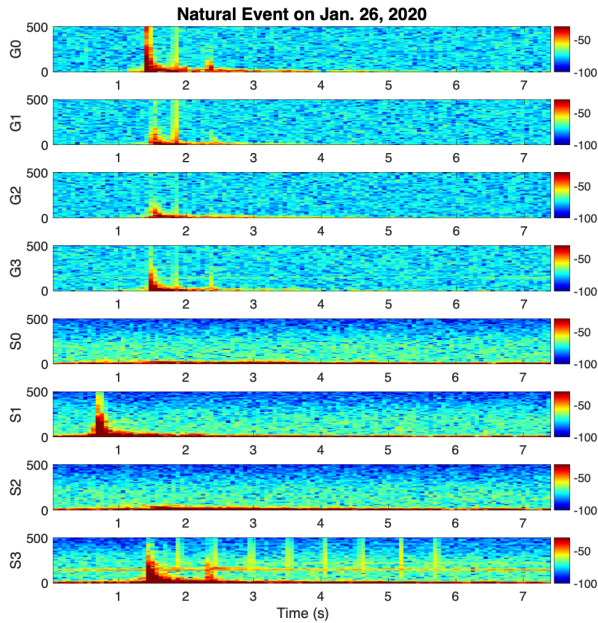 Natural Event on Jan. 26, 2020
G0 500 0 1 2 3 4 5 6 7 -50 -100
G1 500 0 1 2 3 4 5 6 7 -50 -100
G2 500 0 1 2 3 4 5 6 7 -50 -100
G3 500 0 1 2 3 4 5 6 7 -50 -100
S0 500 0 1 2 3 4 5 6 7 -50 -100
S1 500 0 1 2 3 4 5 6 7 -50 -100
S2 500 0 1 2 3 4 5 6 7 -50 -100
S3 500 0 1 2 3 4 5 6 7 -50 -100
Time (s)